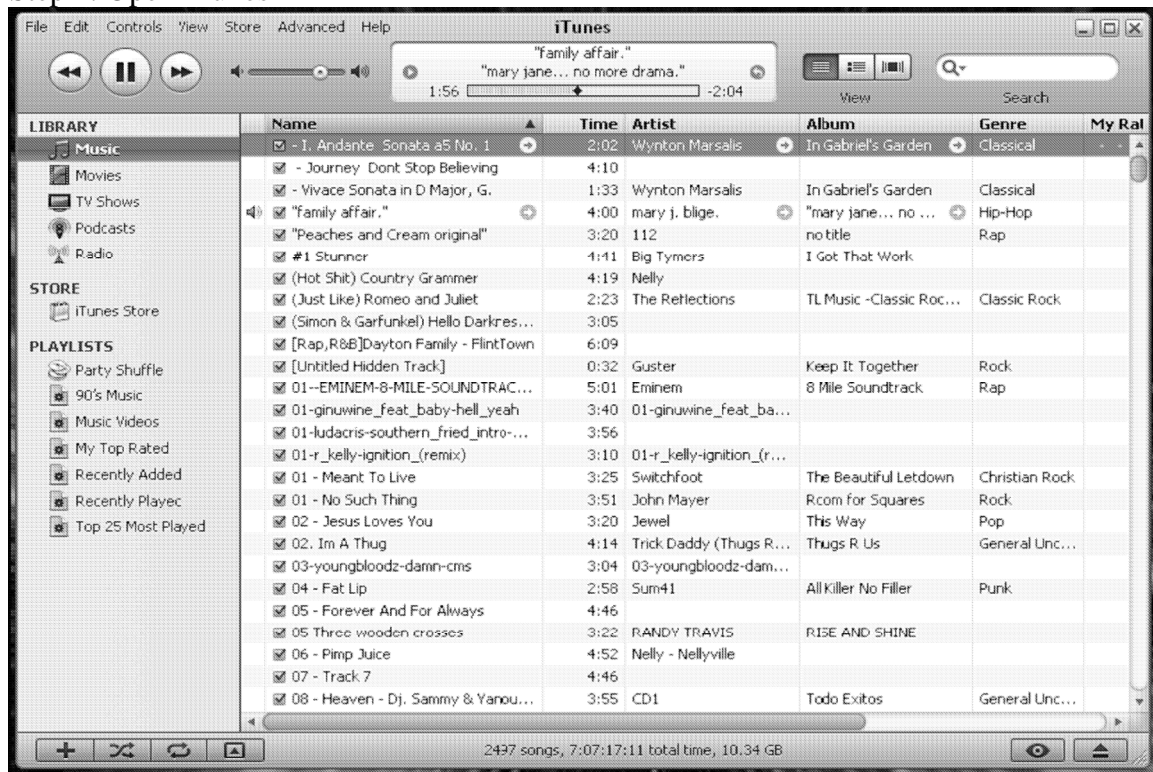 File Edit Controls View Store Advanced Help iTunes
"family affair."
"mary jane... no more drama."
1:56 -2:04
View Search
LIBRARY
Music
Movies
TV Shows
Podcasts
Radio
STORE
iTunes Store
PLAYLISTS
Party Shuffle
90's Music
Music Videos
My Top Rated
Recently Added
Recently Played
Top 25 Most Played
Name Time Artist Album Genre My Rat
- I. Andante Sonata a5 No. 1 2:02 Wynton Marsalis In Gabriel's Garden Classical
- Journey Dont Stop Believing 4:10
- Vivace Sonata in D Major, G. 1:33 Wynton Marsalis In Gabriel's Garden Classical
"family affair." 4:00 mary j. blige. "mary jane... no ... Hip-Hop
"Peaches and Cream original" 3:20 112 no title Rap
#1 Stunner 4:41 Big Tymers I Got That Work
(Hot Shit) Country Grammer 4:19 Nelly
(Just Like) Romeo and Juliet 2:23 The Reflections TL Music -Classic Roc... Classic Rock
(Simon & Garfunkel) Hello Darknes... 3:05
[Rap,R&B]Dayton Family - FlintTown 6:09
[Untitled Hidden Track] 0:32 Guster Keep It Together Rock
01--EMINEM-8-MILE-SOUNDTRAC... 5:01 Eminem 8 Mile Soundtrack Rap
01-ginuwine_feat_baby-hell_yeah 3:40 01-ginuwine_feat_ba...
01-ludacris-southern_fried_intro-... 3:56
01-r_kelly-ignition_(remix) 3:10 01-r_kelly-ignition_(r...
01 - Meant To Live 3:25 Switchfoot The Beautiful Letdown Christian Rock
01 - No Such Thing 3:51 John Mayer Room for Squares Rock
02 - Jesus Loves You 3:20 Jewel This Way Pop
02. Im A Thug 4:14 Trick Daddy (Thugs R... Thugs R Us General Unc...
03-youngbloodz-damn-cms 3:04 03-youngbloodz-dam...
04 - Fat Lip 2:58 Sum41 All Killer No Filler Punk
05 - Forever And For Always 4:46
05 Three wooden crosses 3:22 RANDY TRAVIS RISE AND SHINE
06 - Pimp Juice 4:52 Nelly - Nellyville
07 - Track 7 4:46
08 - Heaven - Dj. Sammy & Yanou... 3:55 CD1 Todo Exitos General Unc...
2497 songs, 7:07:17:11 total time, 10.34 GB